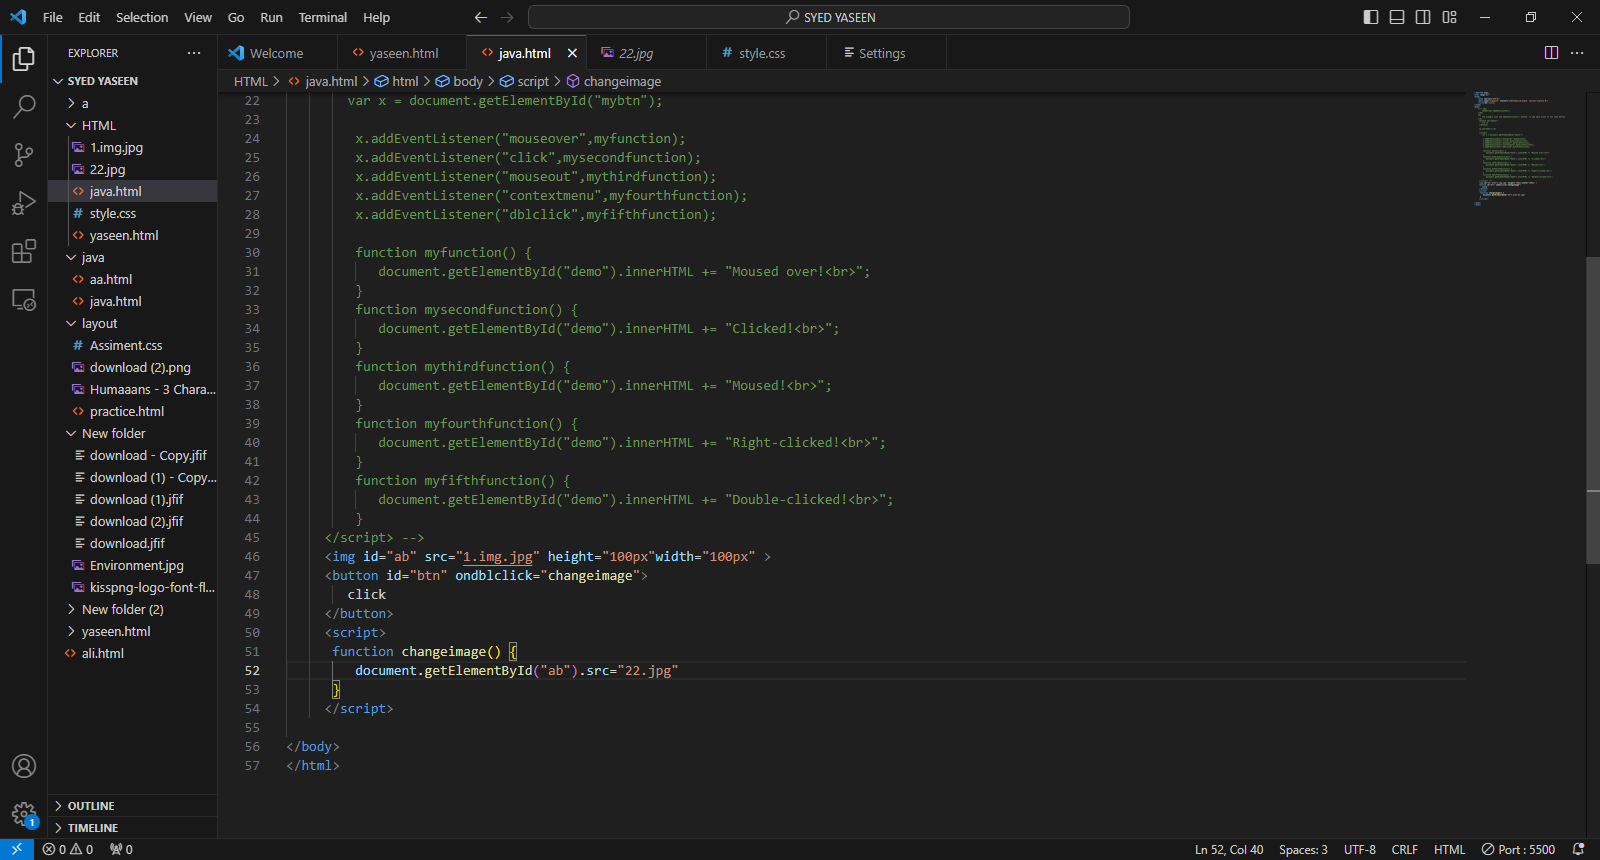 File Edit Selection View Go Run Terminal Help
SYED YASEEN
EXPLORER
SYED YASEEN
a
HTML
1.img.jpg
22.jpg
java.html
style.css
yaseen.html
java
aa.html
java.html
layout
Assiment.css
download (2).png
Humaaans - 3 Chara...
practice.html
New folder
download - Copy.jfif
download (1) - Copy...
download (1).jfif
download (2).jfif
download.jfif
Environment.jpg
kisspng-logo-font-fl...
New folder (2)
yaseen.html
ali.html
OUTLINE
TIMELINE
Welcome yaseen.html java.html 22.jpg style.css Settings
HTML > java.html > html > body > script > changeimage
22 var x = document.getElementById("mybtn");
23
24 x.addEventListener("mouseover",myfunction);
25 x.addEventListener("click",mysecondfunction);
26 x.addEventListener("mouseout",mythirdfunction);
27 x.addEventListener("contextmenu",myfourthfunction);
28 x.addEventListener("dblclick",myfifthfunction);
29
30 function myfunction() {
31 document.getElementById("demo").innerHTML += "Moused over!<br>";
32 }
33 function mysecondfunction() {
34 document.getElementById("demo").innerHTML += "Clicked!<br>";
35 }
36 function mythirdfunction() {
37 document.getElementById("demo").innerHTML += "Moused!<br>";
38 }
39 function myfourthfunction() {
40 document.getElementById("demo").innerHTML += "Right-clicked!<br>";
41 }
42 function myfifthfunction() {
43 document.getElementById("demo").innerHTML += "Double-clicked!<br>";
44 }
45 </script> -->
46 <img id="ab" src="1.img.jpg" height="100px"width="100px" >
47 <button id="btn" ondblclick="changeimage">
48 click
49 </button>
50 <script>
51 function changeimage() {
52 document.getElementById("ab").src="22.jpg"
53 }
54 </script>
55
56 </body>
57 </html>
1
0 0 0
Ln 52, Col 40 Spaces: 3 UTF-8 CRLF HTML Port : 5500